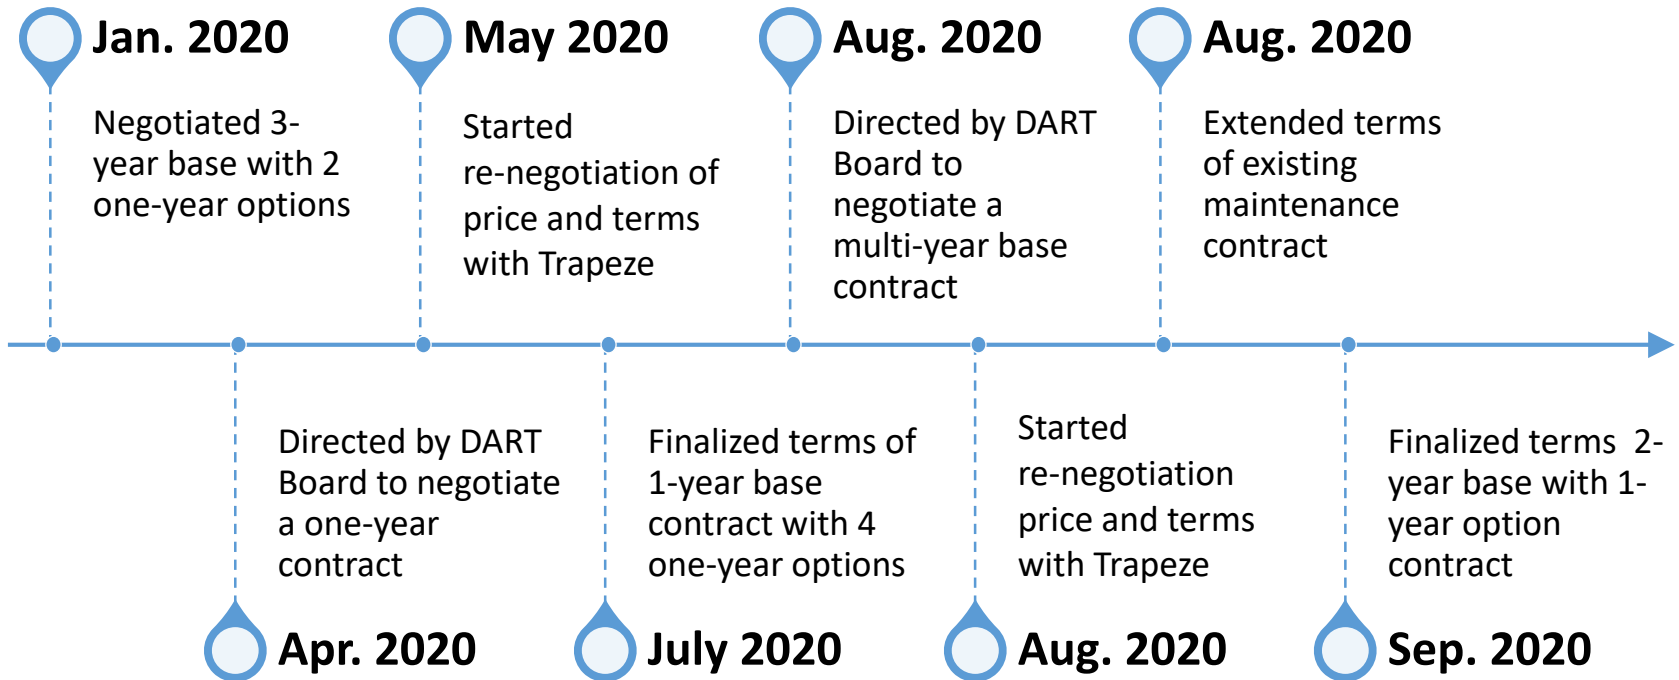 Jan. 2020
Negotiated 3-
year base with 2
one-year options
Apr. 2020
Directed by DART
Board to negotiate
a one-year
contract
May 2020
Started
re-negotiation of
price and terms
with Trapeze
July 2020
Finalized terms of
1-year base
contract with 4
one-year options
Aug. 2020
Directed by DART
Board to
negotiate a
multi-year base
contract
Aug. 2020
Started
re-negotiation
price and terms
with Trapeze
Aug. 2020
Extended terms
of existing
maintenance
contract
Sep. 2020
Finalized terms  2-
year base with 1-
year option
contract